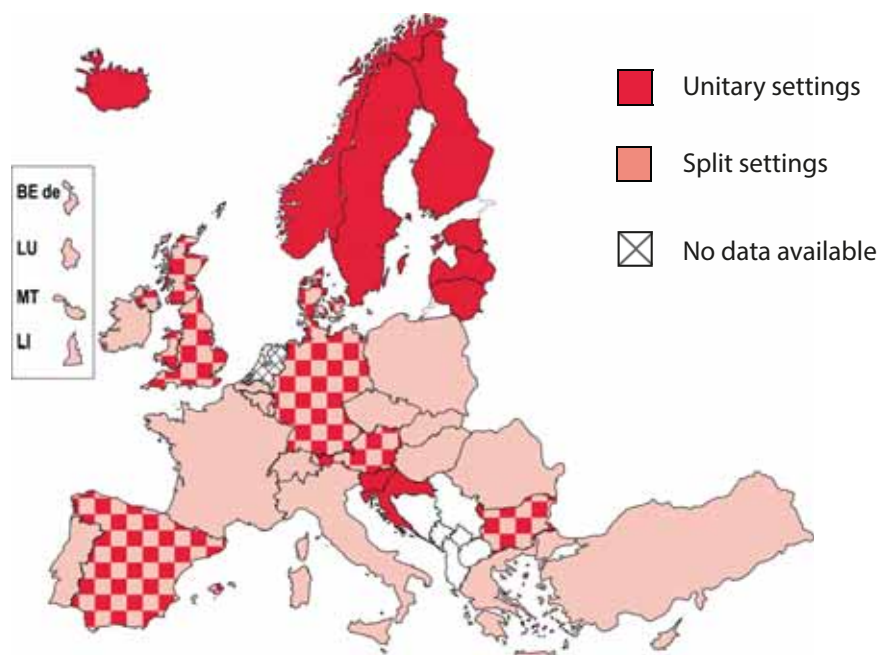 Unitary settings
Split settings
No data available
BE de
LU
MT
LI